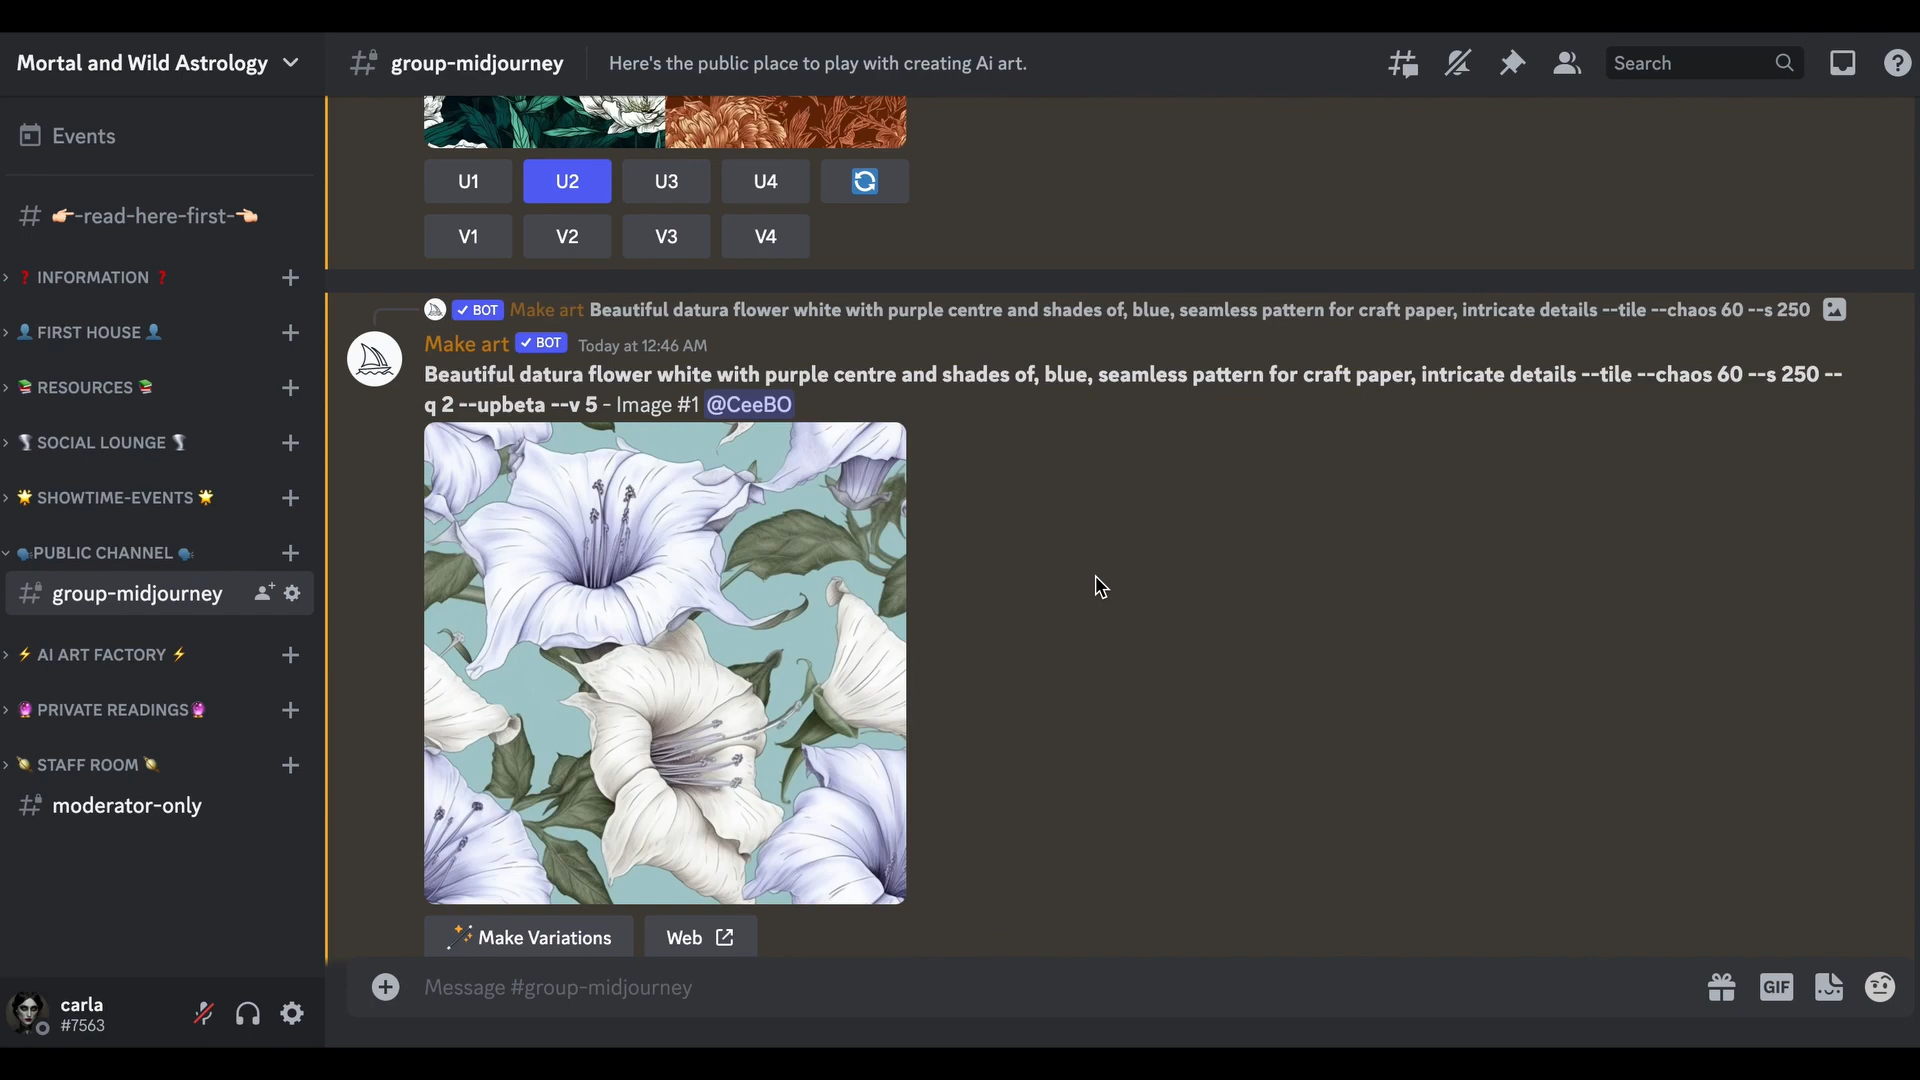 Mortal and Wild Astrology
group-midjourney
Here's the public place to play with creating Ai art.
Search
Events
-read-here-first-
INFORMATION
FIRST HOUSE
RESOURCES
SOCIAL LOUNGE
SHOWTIME-EVENTS
PUBLIC CHANNEL
group-midjourney
AI ART FACTORY
PRIVATE READINGS
STAFF ROOM
moderator-only
carla
#7563
U1 U2 U3 U4
V1 V2 V3 V4
✓ BOT Make art Beautiful datura flower white with purple centre and shades of, blue, seamless pattern for craft paper, intricate details --tile --chaos 60 --s 250
Make art ✓ BOT Today at 12:46 AM
Beautiful datura flower white with purple centre and shades of, blue, seamless pattern for craft paper, intricate details --tile --chaos 60 --s 250 --
q 2 --upbeta --v 5 - Image #1 @CeeBO
Make Variations Web
Message #group-midjourney
GIF